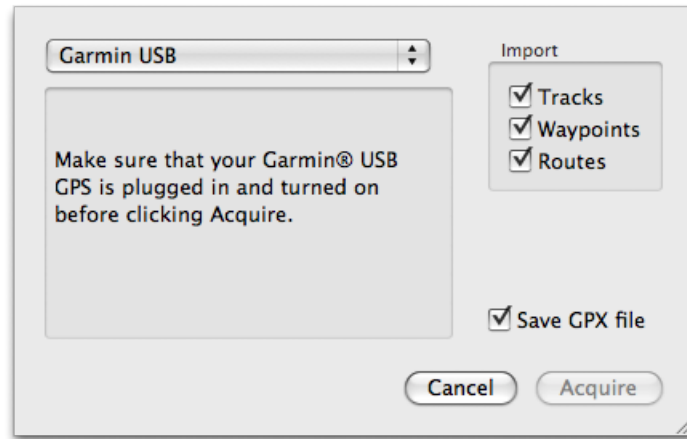 Garmin USB
Import
Tracks
Waypoints
Routes
Make sure that your Garmin® USB
GPS is plugged in and turned on
before clicking Acquire.
Save GPX file
Cancel
Acquire